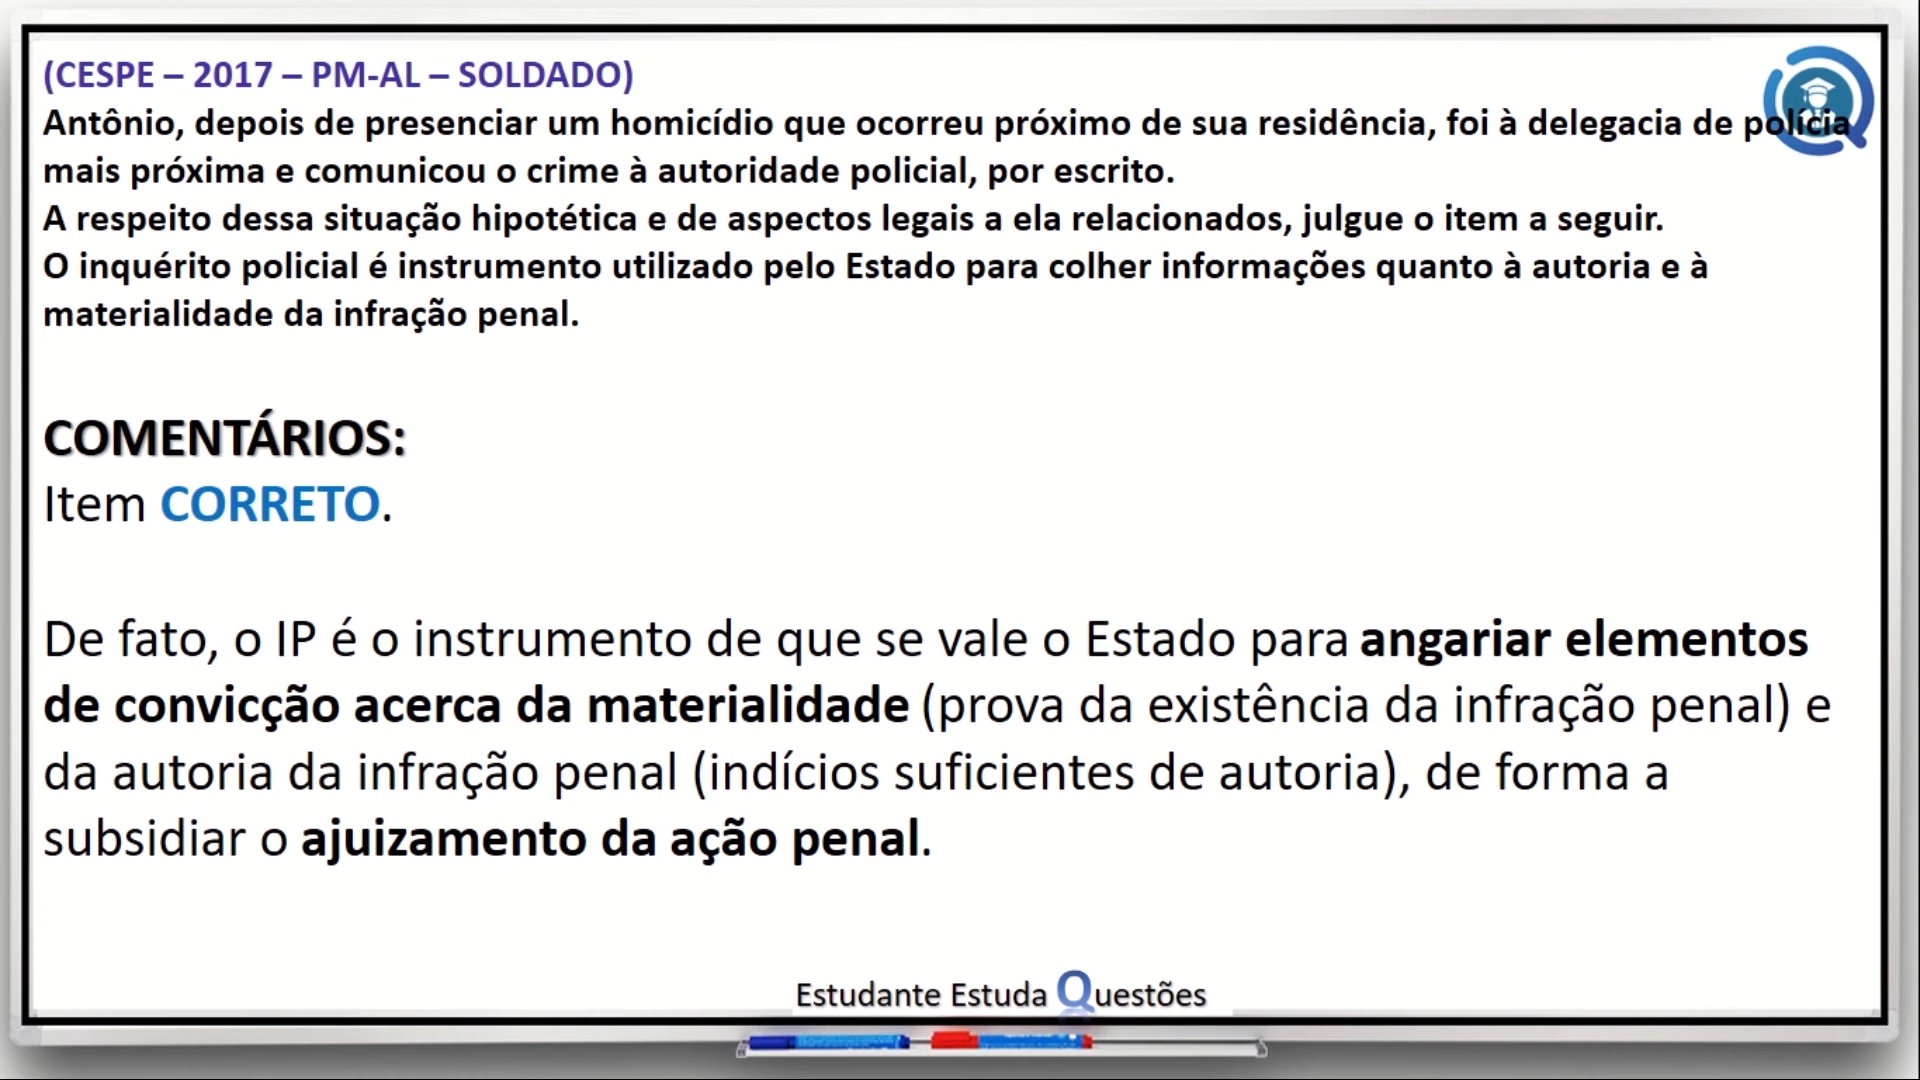 (CESPE – 2017 – PM-AL – SOLDADO)
Antônio, depois de presenciar um homicídio que ocorreu próximo de sua residência, foi à delegacia de polícia
mais próxima e comunicou o crime à autoridade policial, por escrito.
A respeito dessa situação hipotética e de aspectos legais a ela relacionados, julgue o item a seguir.
O inquérito policial é instrumento utilizado pelo Estado para colher informações quanto à autoria e à
materialidade da infração penal.
COMENTÁRIOS:
Item CORRETO.
De fato, o IP é o instrumento de que se vale o Estado para angariar elementos
de convicção acerca da materialidade (prova da existência da infração penal) e
da autoria da infração penal (indícios suficientes de autoria), de forma a
subsidiar o ajuizamento da ação penal.
Estudante Estuda Questões